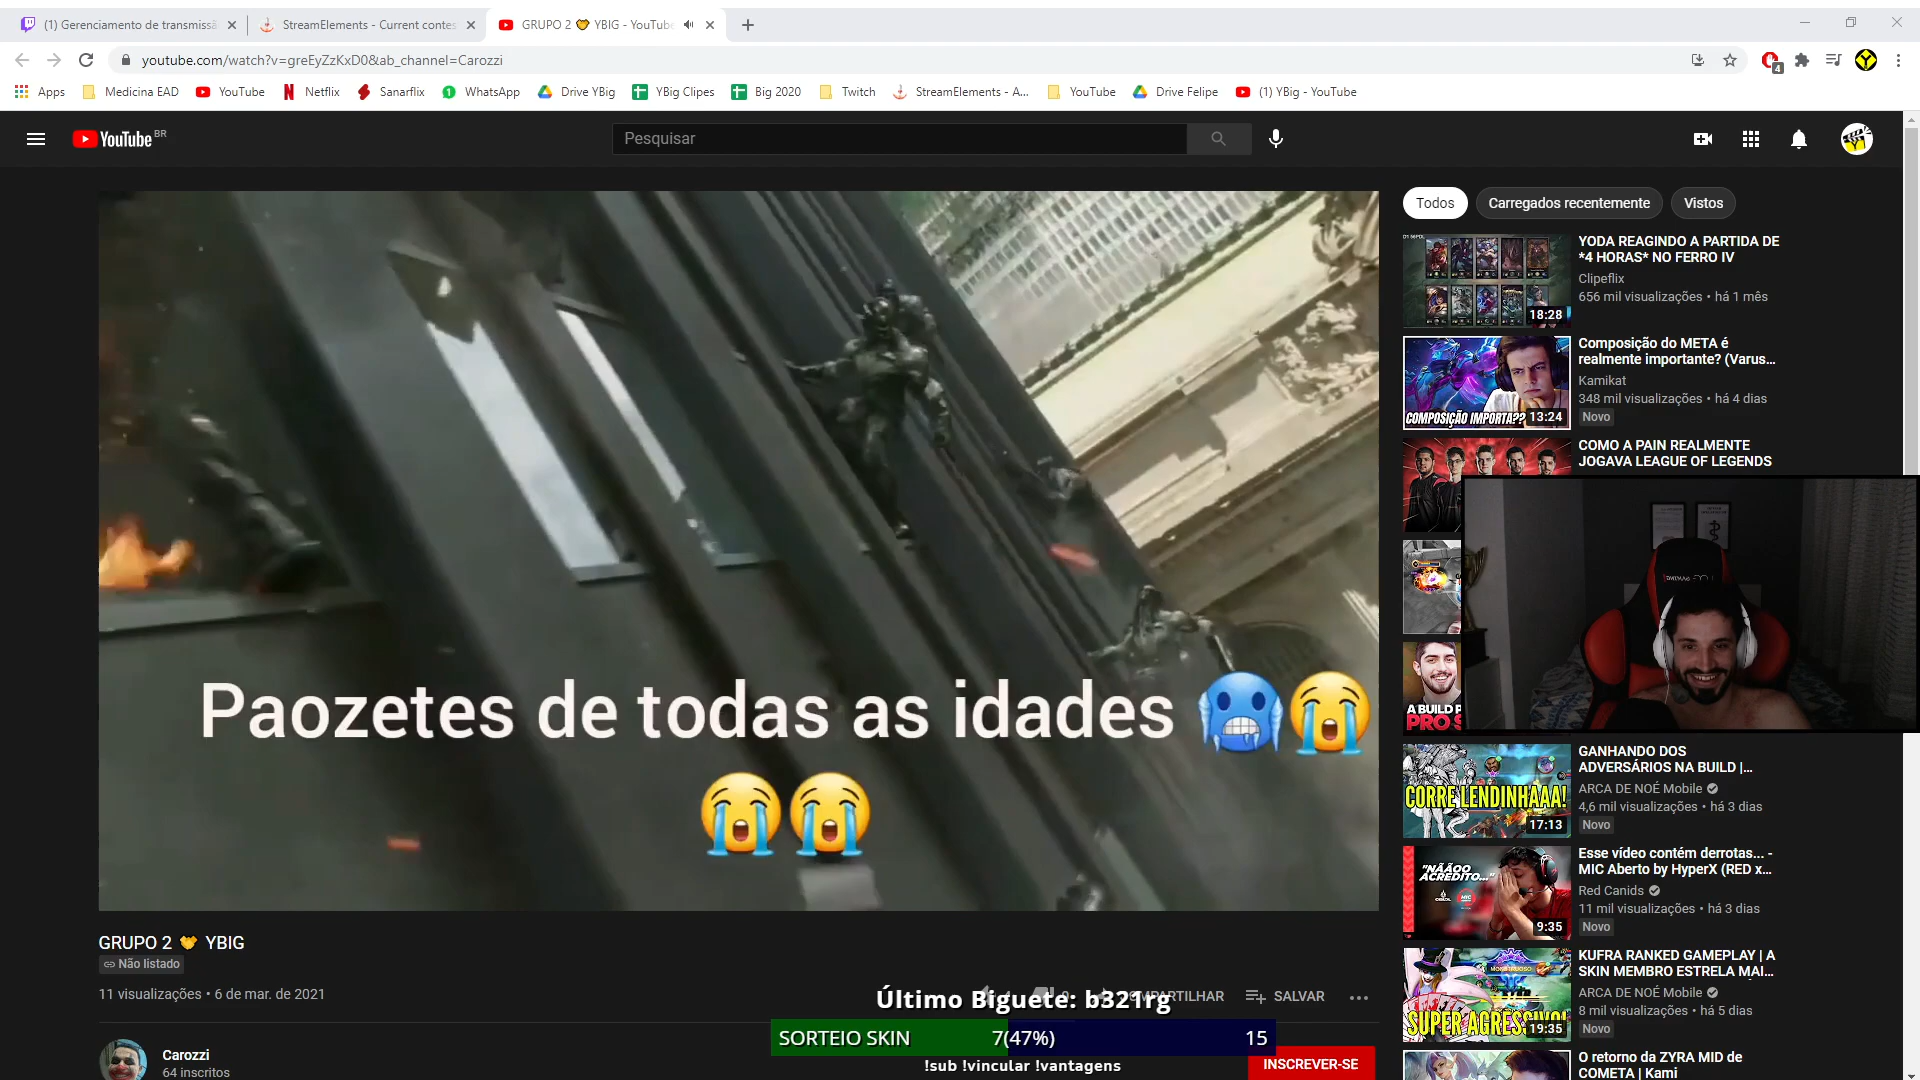 (1) Gerenciamento de transmissã
StreamElements - Current contes
GRUPO 2 🤝 YBIG - YouTube
youtube.com/watch?v=greEyZzKxD0&ab_channel=Carozzi
4
Apps
Medicina EAD
YouTube
Netflix
Sanarflix
WhatsApp
Drive YBig
YBig Clipes
Big 2020
Twitch
StreamElements - A...
YouTube
Drive Felipe
(1) YBig - YouTube
YouTube BR
Pesquisar
Paozetes de todas as idades 🥶😭
😭😭
GRUPO 2 🤝 YBIG
Não listado
11 visualizações • 6 de mar. de 2021
SALVAR
Último Biguete: b321rg
SORTEIO SKIN 7(47%) 15
!sub !vincular !vantagens
Carozzi
64 inscritos
INSCREVER-SE
Todos
Carregados recentemente
Vistos
18:28
YODA REAGINDO A PARTIDA DE
*4 HORAS* NO FERRO IV
Clipeflix
656 mil visualizações • há 1 mês
COMPOSIÇÃO IMPORTA??
13:24
Composição do META é
realmente importante? (Varus...
Kamikat
348 mil visualizações • há 4 dias
Novo
COMO A PAIN REALMENTE
JOGAVA LEAGUE OF LEGENDS
A BUILD
PRO
CORRE LENDINHAAA!
17:13
GANHANDO DOS
ADVERSÁRIOS NA BUILD |...
ARCA DE NOÉ Mobile
4,6 mil visualizações • há 3 dias
Novo
"NÃÃOO
ACREDITO..."
9:35
Esse vídeo contém derrotas... -
MIC Aberto by HyperX (RED x...
Red Canids
11 mil visualizações • há 3 dias
Novo
SUPER AGRESSIVO!
19:35
KUFRA RANKED GAMEPLAY | A
SKIN MEMBRO ESTRELA MAI...
ARCA DE NOÉ Mobile
8 mil visualizações • há 5 dias
Novo
O retorno da ZYRA MID de
COMETA | Kami